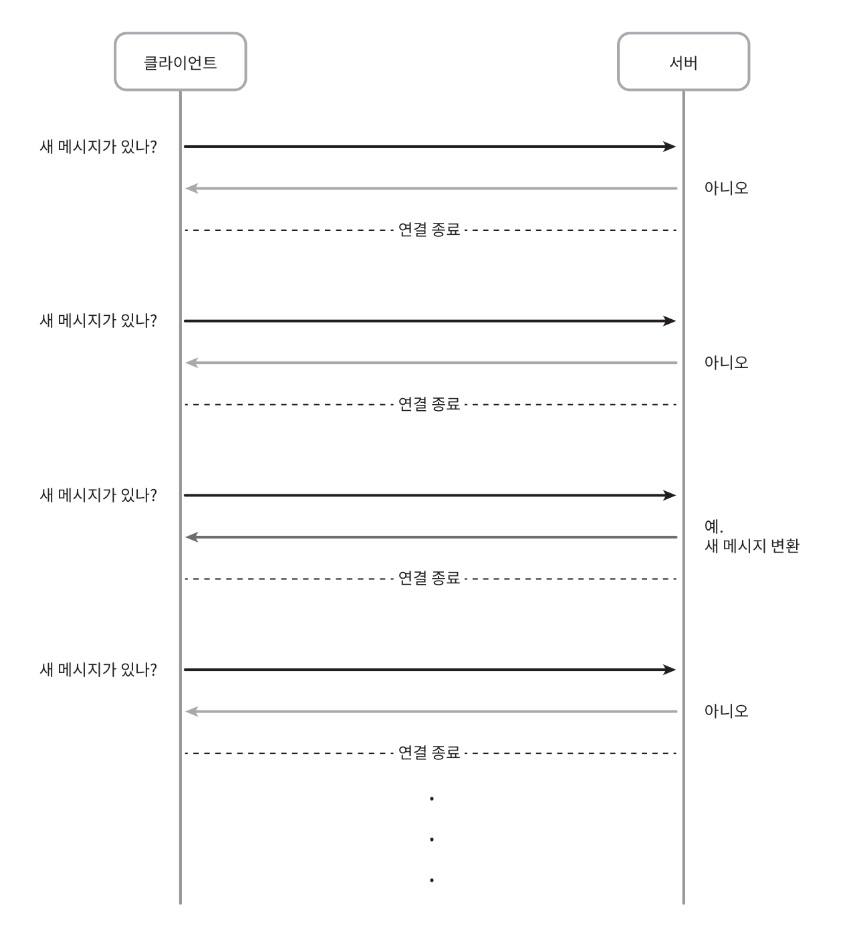 클라이언트
서버
새 메시지가 있나?
아니오
연결 종료
새 메시지가 있나?
아니오
연결 종료
새 메시지가 있나?
예.
새 메시지 변환
연결 종료
새 메시지가 있나?
아니오
연결 종료